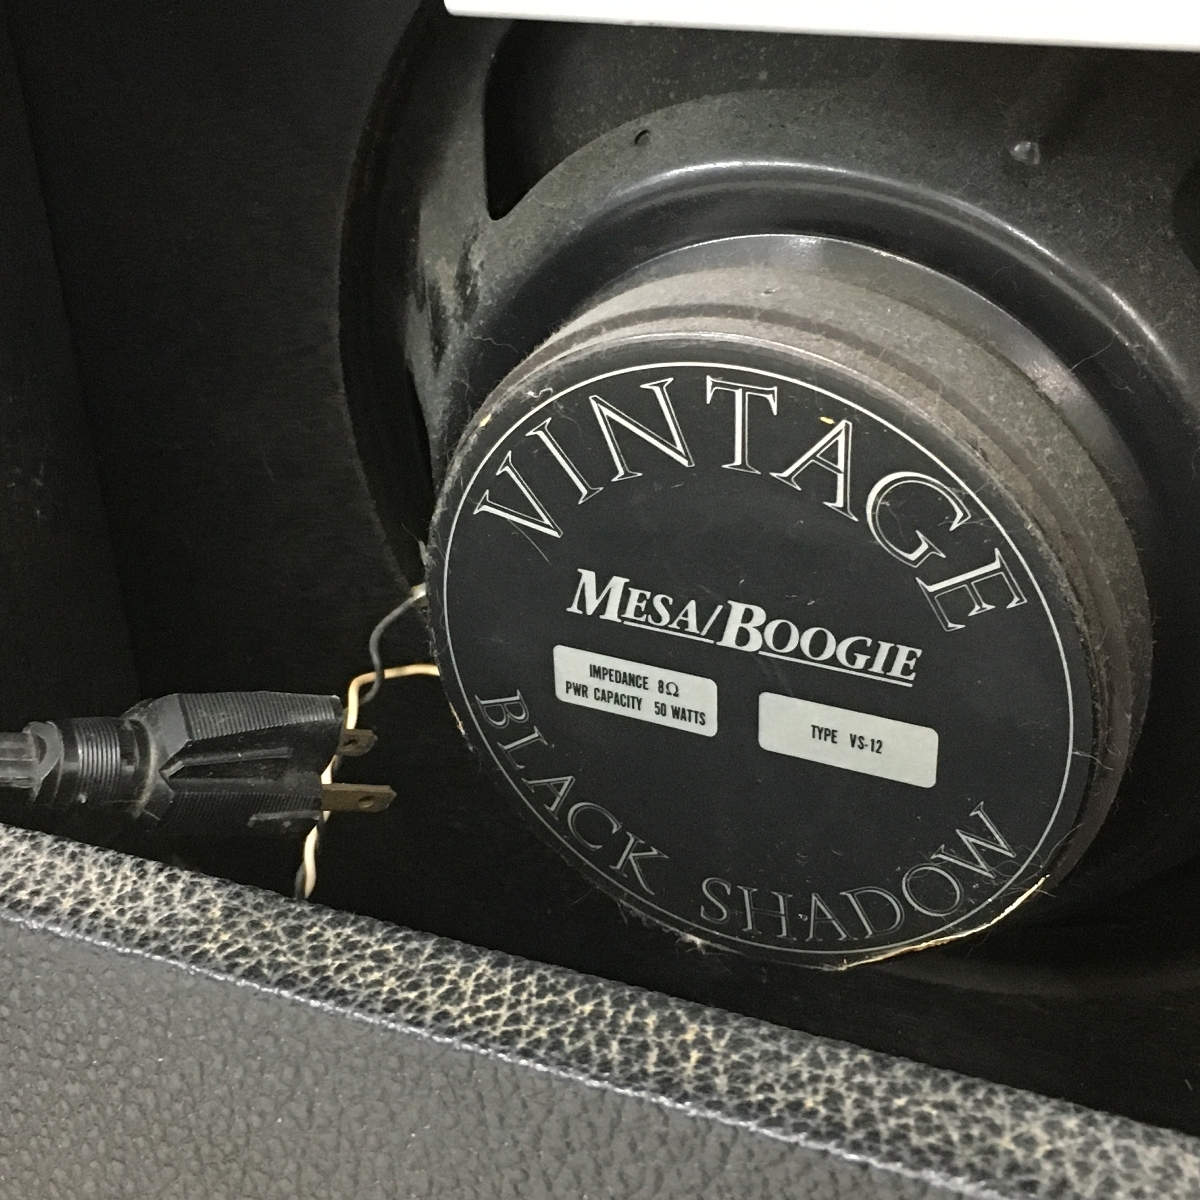 VINTAGE
MESA/BOOGIE
IMPEDANCE 8Ω
PWR CAPACITY 50 WATTS
TYPE VS-12
BLACK SHADOW